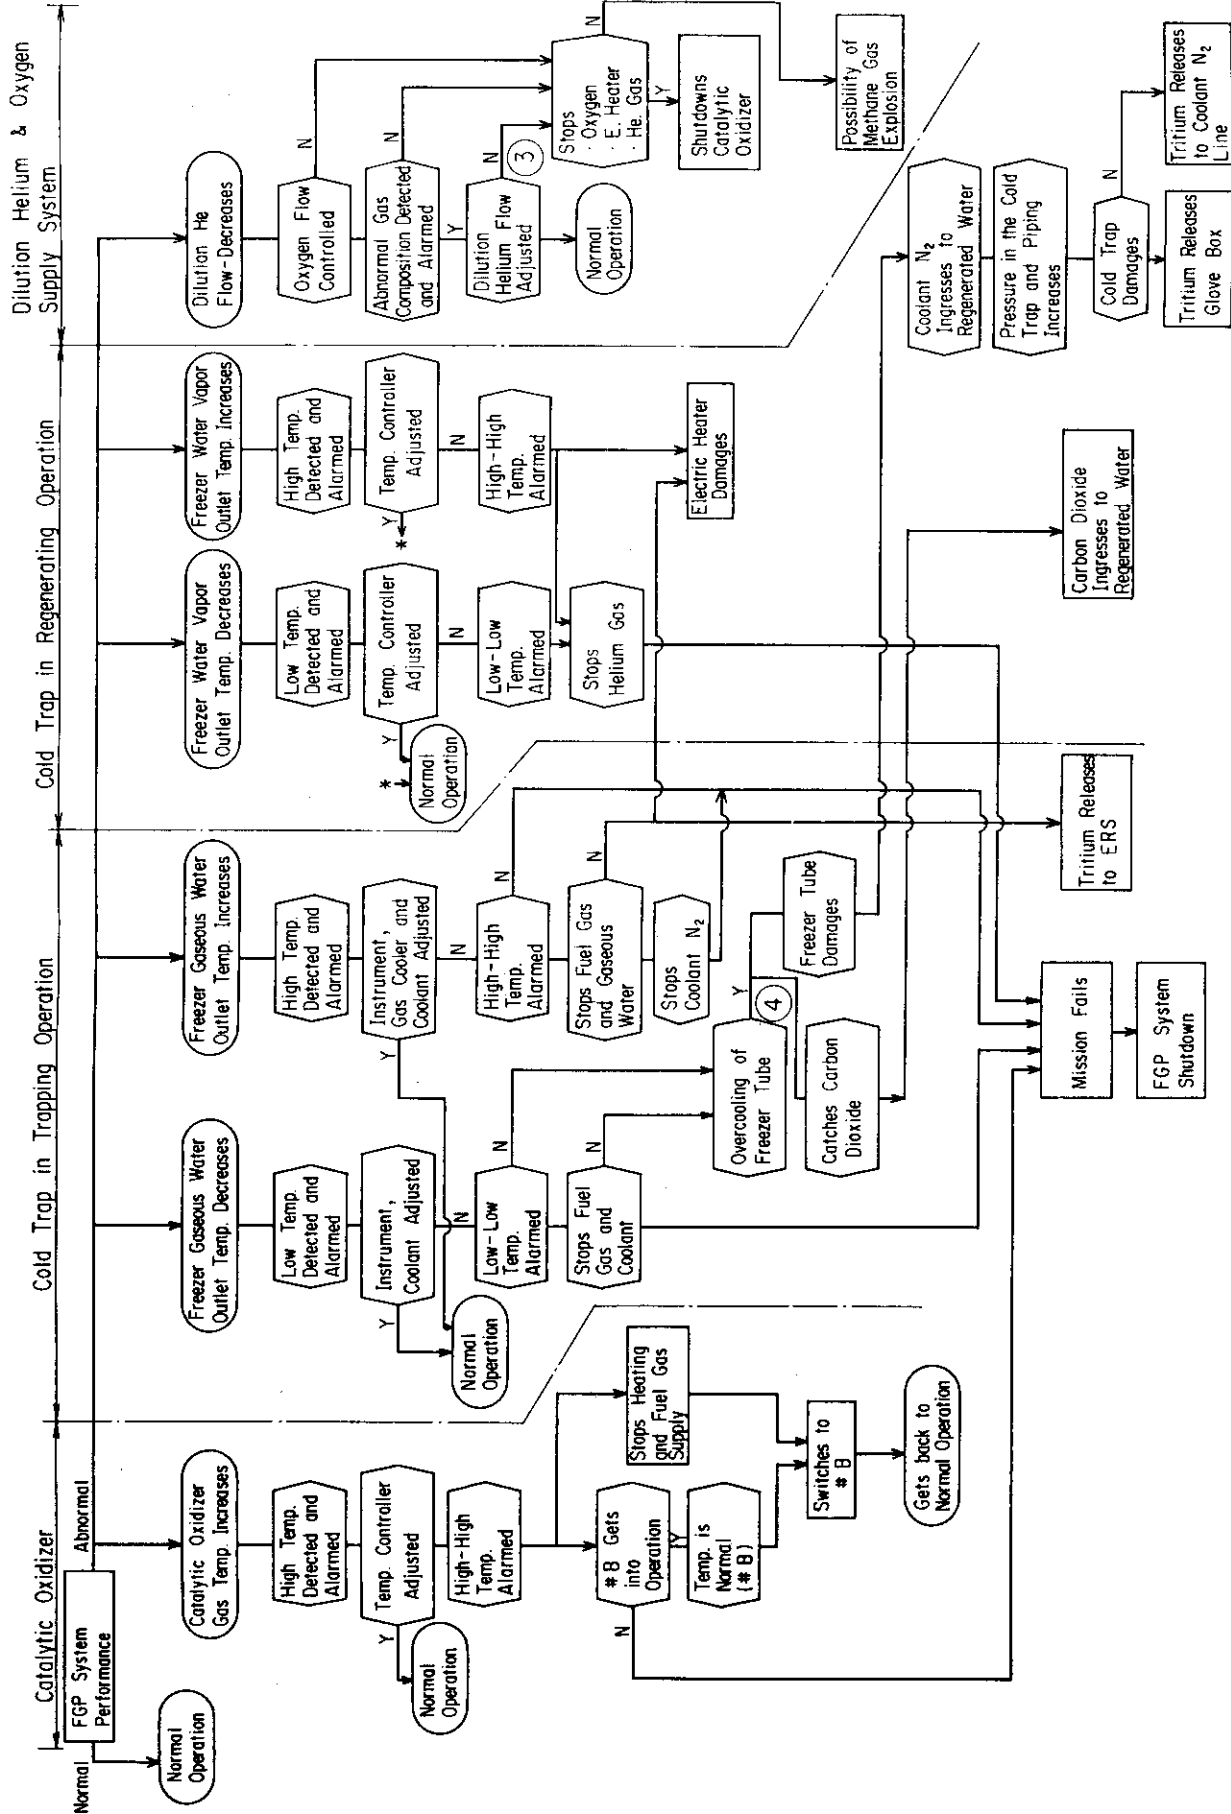 Catalytic Oxidizer
Cold Trap in Trapping Operation
Cold Trap in Regenerating Operation
Dilution Helium & Oxygen
Supply System
Normal
FGP System
Performance
Abnormal
Normal
Operation
Catalytic Oxidizer
Gas Temp. Increases
High Temp.
Detected and
Alarmed
Temp. Controller
Adjusted
Y
Normal
Operation
High-High
Temp.
Alarmed
# B Gets
into
Operation
N
Y
Temp. is
Normal
(# B)
Stops Heating
and Fuel Gas
Supply
Switches to
# B
Gets back to
Normal Operation
Freezer Gaseous Water
Outlet Temp. Decreases
Low Temp.
Detected and
Alarmed
Instrument,
Coolant Adjusted
Y
N
Normal
Operation
Low-Low
Temp.
Alarmed
N
Stops Fuel
Gas and
Coolant
N
Freezer Gaseous Water
Outlet Temp. Increases
High Temp.
Detected and
Alarmed
Instrument,
Gas Cooler and
Coolant Adjusted
Y
N
High-High
Temp.
Alarmed
N
Stops Fuel Gas
and Gaseous
Water
N
Stops
Coolant N2
Overcooling of
Freezer Tube
Y
4
Freezer Tube
Damages
Catches Carbon
Dioxide
Mission Fails
FGP System
Shutdown
Tritium Releases
to ERS
Freezer Water Vapor
Outlet Temp. Decreases
Low Temp.
Detected and
Alarmed
Temp. Controller
Adjusted
Y
N
*
Normal
Operation
Low-Low
Temp.
Alarmed
Stops
Helium Gas
Freezer Water Vapor
Outlet Temp. Increases
High Temp.
Detected and
Alarmed
Temp. Controller
Adjusted
Y
*
N
High-High
Temp.
Alarmed
Electric Heater
Damages
Carbon Dioxide
Ingresses to
Regenerated Water
Dilution He
Flow-Decreases
Oxygen Flow
Controlled
N
Abnormal Gas
Composition Detected
and Alarmed
N
Y
Dilution
Helium Flow
Adjusted
N
3
Normal
Operation
Stops
· Oxygen
· E. Heater
· He. Gas
N
Y
Shutdowns
Catalytic
Oxidizer
Possibility of
Methane Gas
Explosion
Coolant N2
Ingresses to
Regenerated Water
Pressure in the Cold
Trap and Piping
Increases
Cold Trap
Damages
N
Tritium Releases
Glove Box
Tritium Releases
to Coolant N2
Line